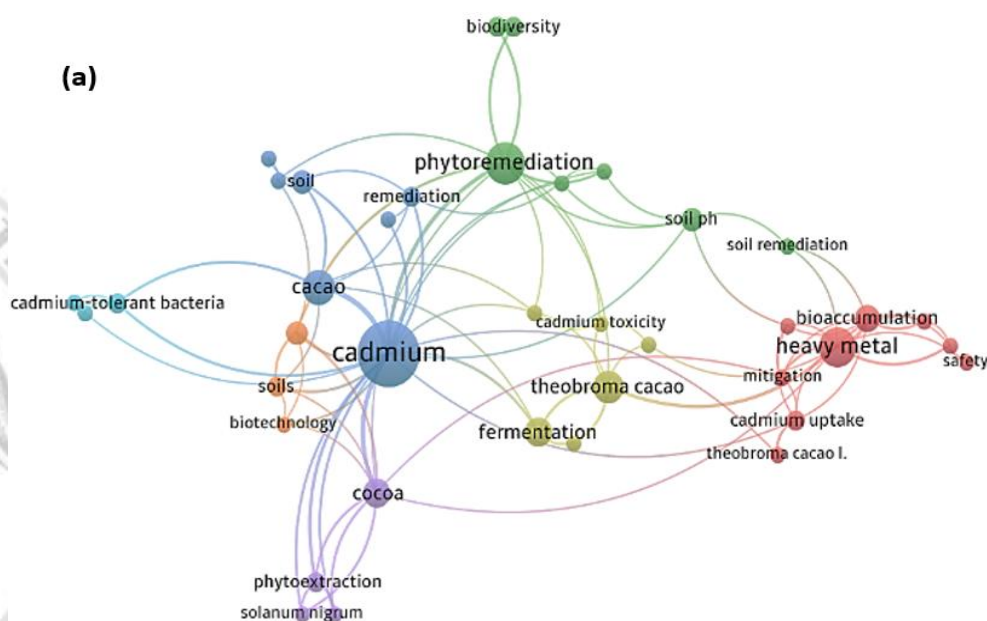 biodiversity
(a)
phytoremediation
soil
remediation
soil ph
soil remediation
cacao
cadmium-tolerant bacteria
bioaccumulation
cadmium toxicity
heavy metal
cadmium
safety
mitigation
soils
theobroma cacao
biotechnology
cadmium uptake
fermentation
theobroma cacao l.
cocoa
phytoextraction
solanum nigrum